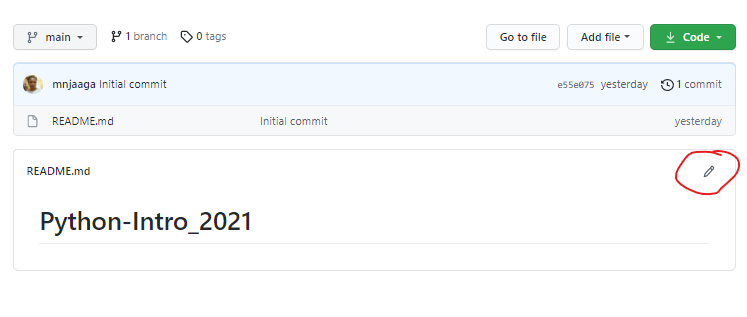 main 1 branch 0 tags Go to file Add file Code
mnjaaga Initial commit e55e075 yesterday 1 commit
README.md Initial commit yesterday
README.md
Python-Intro_2021